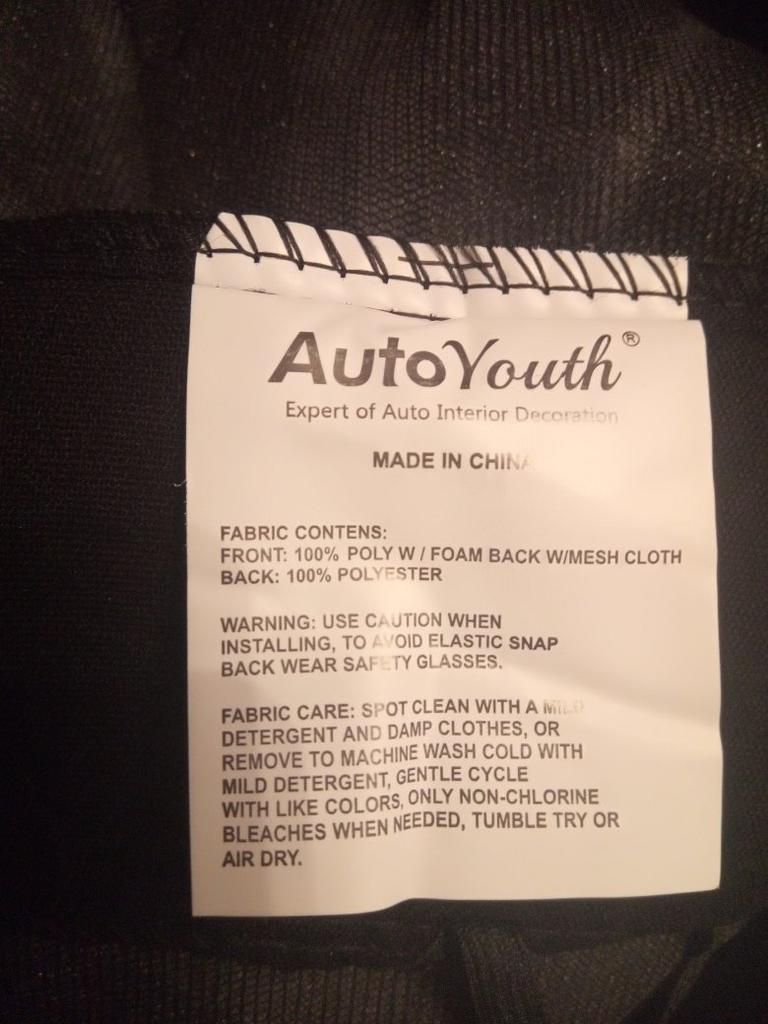 AutoYouth®
Expert of Auto Interior Decoration
MADE IN CHINA
FABRIC CONTENS:
FRONT: 100% POLY W / FOAM BACK W/MESH CLOTH
BACK: 100% POLYESTER
WARNING: USE CAUTION WHEN
INSTALLING, TO AVOID ELASTIC SNAP
BACK WEAR SAFETY GLASSES.
FABRIC CARE: SPOT CLEAN WITH A MILD
DETERGENT AND DAMP CLOTHES, OR
REMOVE TO MACHINE WASH COLD WITH
MILD DETERGENT, GENTLE CYCLE
WITH LIKE COLORS, ONLY NON-CHLORINE
BLEACHES WHEN NEEDED, TUMBLE TRY OR
AIR DRY.